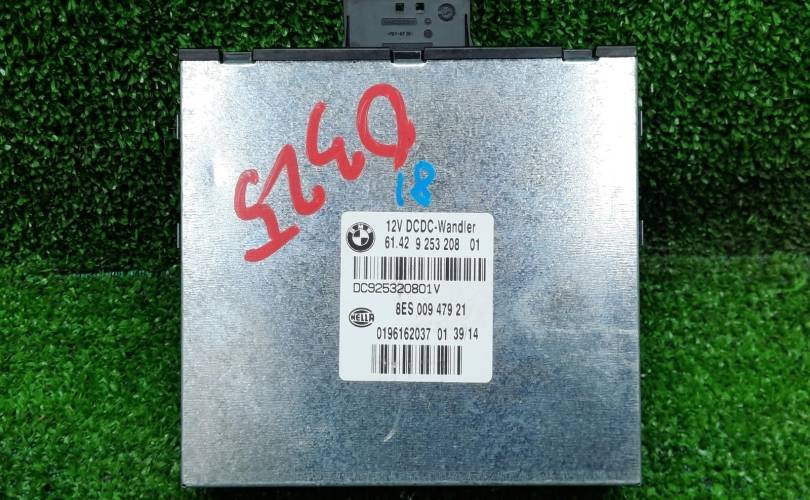 12V DCDC-Wandler
61.42 9 253 208 01
DC925320801V
8ES 009 479 21
HELLA
0196162037 01 39/14
18